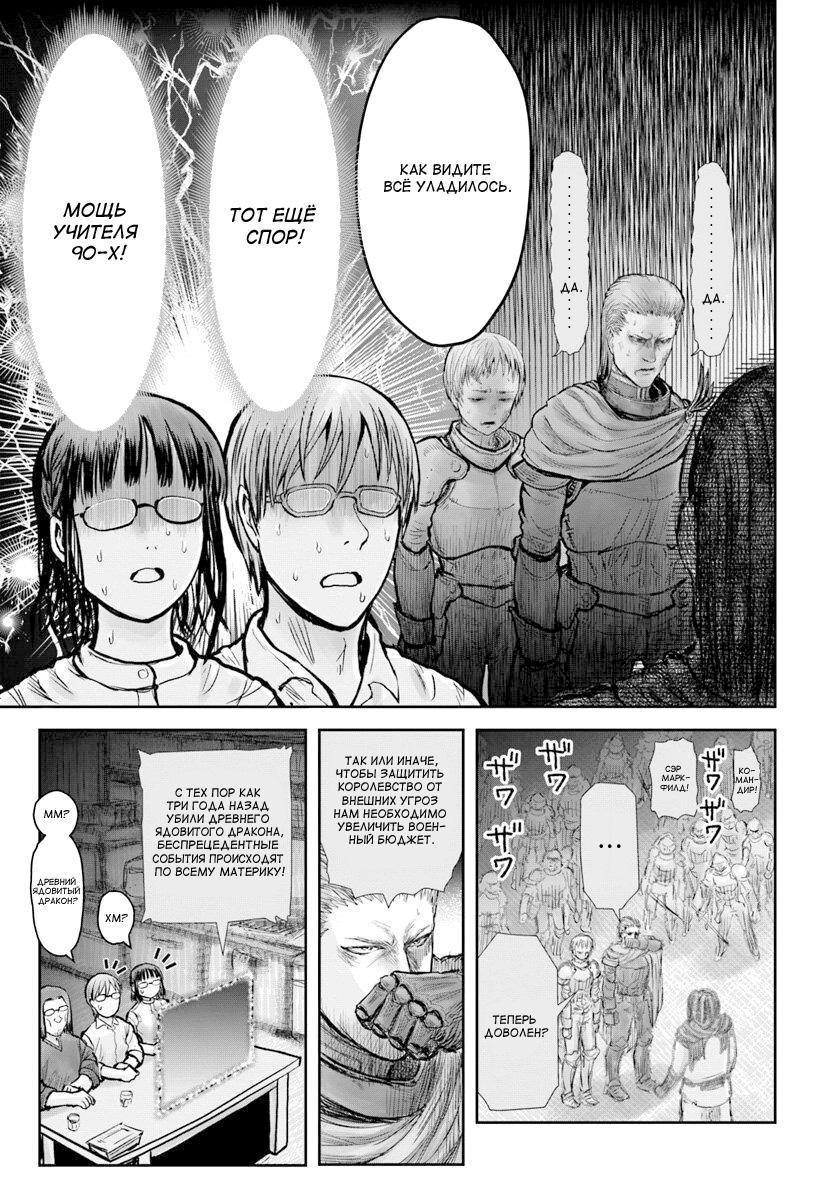 .........
ДА.
.........
ДА.
КАК ВИДИТЕ
ВСЁ УЛАДИЛОСЬ.
ТОТ ЕЩЁ
СПОР!
МОЩЬ
УЧИТЕЛЯ
90-Х!
КО-
МАН-
ДИР!
СЭР
МАРК-
ФИЛД!
ザワ
ザワ
ザワ
...
ТЕПЕРЬ
ДОВОЛЕН?
ТАК ИЛИ ИНАЧЕ,
ЧТОБЫ ЗАЩИТИТЬ
КОРОЛЕВСТВО ОТ
ВНЕШНИХ УГРОЗ
НАМ НЕОБХОДИМО
УВЕЛИЧИТЬ ВОЕН-
НЫЙ БЮДЖЕТ.
С ТЕХ ПОР КАК
ТРИ ГОДА НАЗАД
УБИЛИ ДРЕВНЕГО
ЯДОВИТОГО ДРАКОНА,
БЕСПРЕЦЕДЕНТНЫЕ
СОБЫТИЯ ПРОИСХОДЯТ
ПО ВСЕМУ МАТЕРИКУ!
ММ?
ХМ?
ДРЕВНИЙ
ЯДОВИТЫЙ
ДРАКОН?